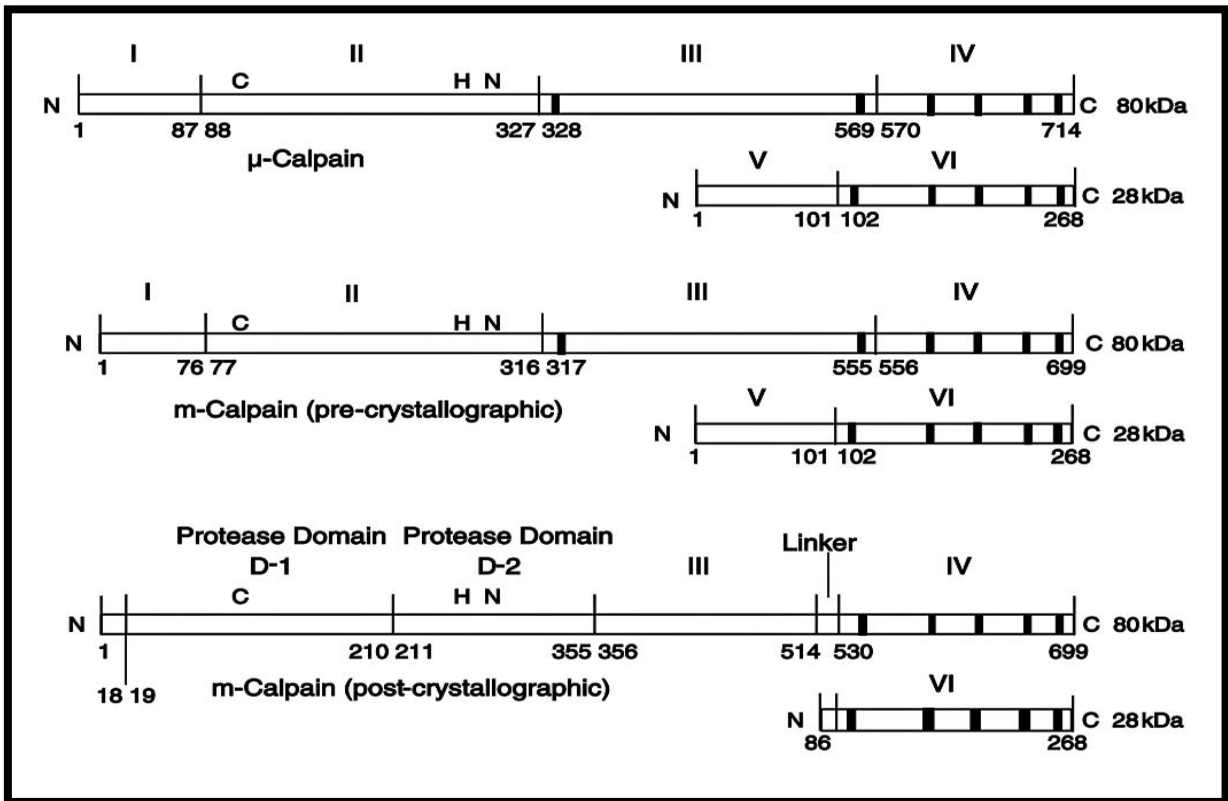 I II III IV
C H N
N C 80kDa
1 87 88 327 328 569 570 714
μ-Calpain
V VI
N C 28kDa
1 101 102 268
I II III IV
C H N
N C 80kDa
1 76 77 316 317 555 556 699
m-Calpain (pre-crystallographic)
V VI
N C 28kDa
1 101 102 268
Protease Domain Protease Domain
Linker
D-1 D-2 III IV
C H N
N C 80kDa
1 210 211 355 356 514 530 699
18 19 m-Calpain (post-crystallographic)
VI
N C 28kDa
86 268